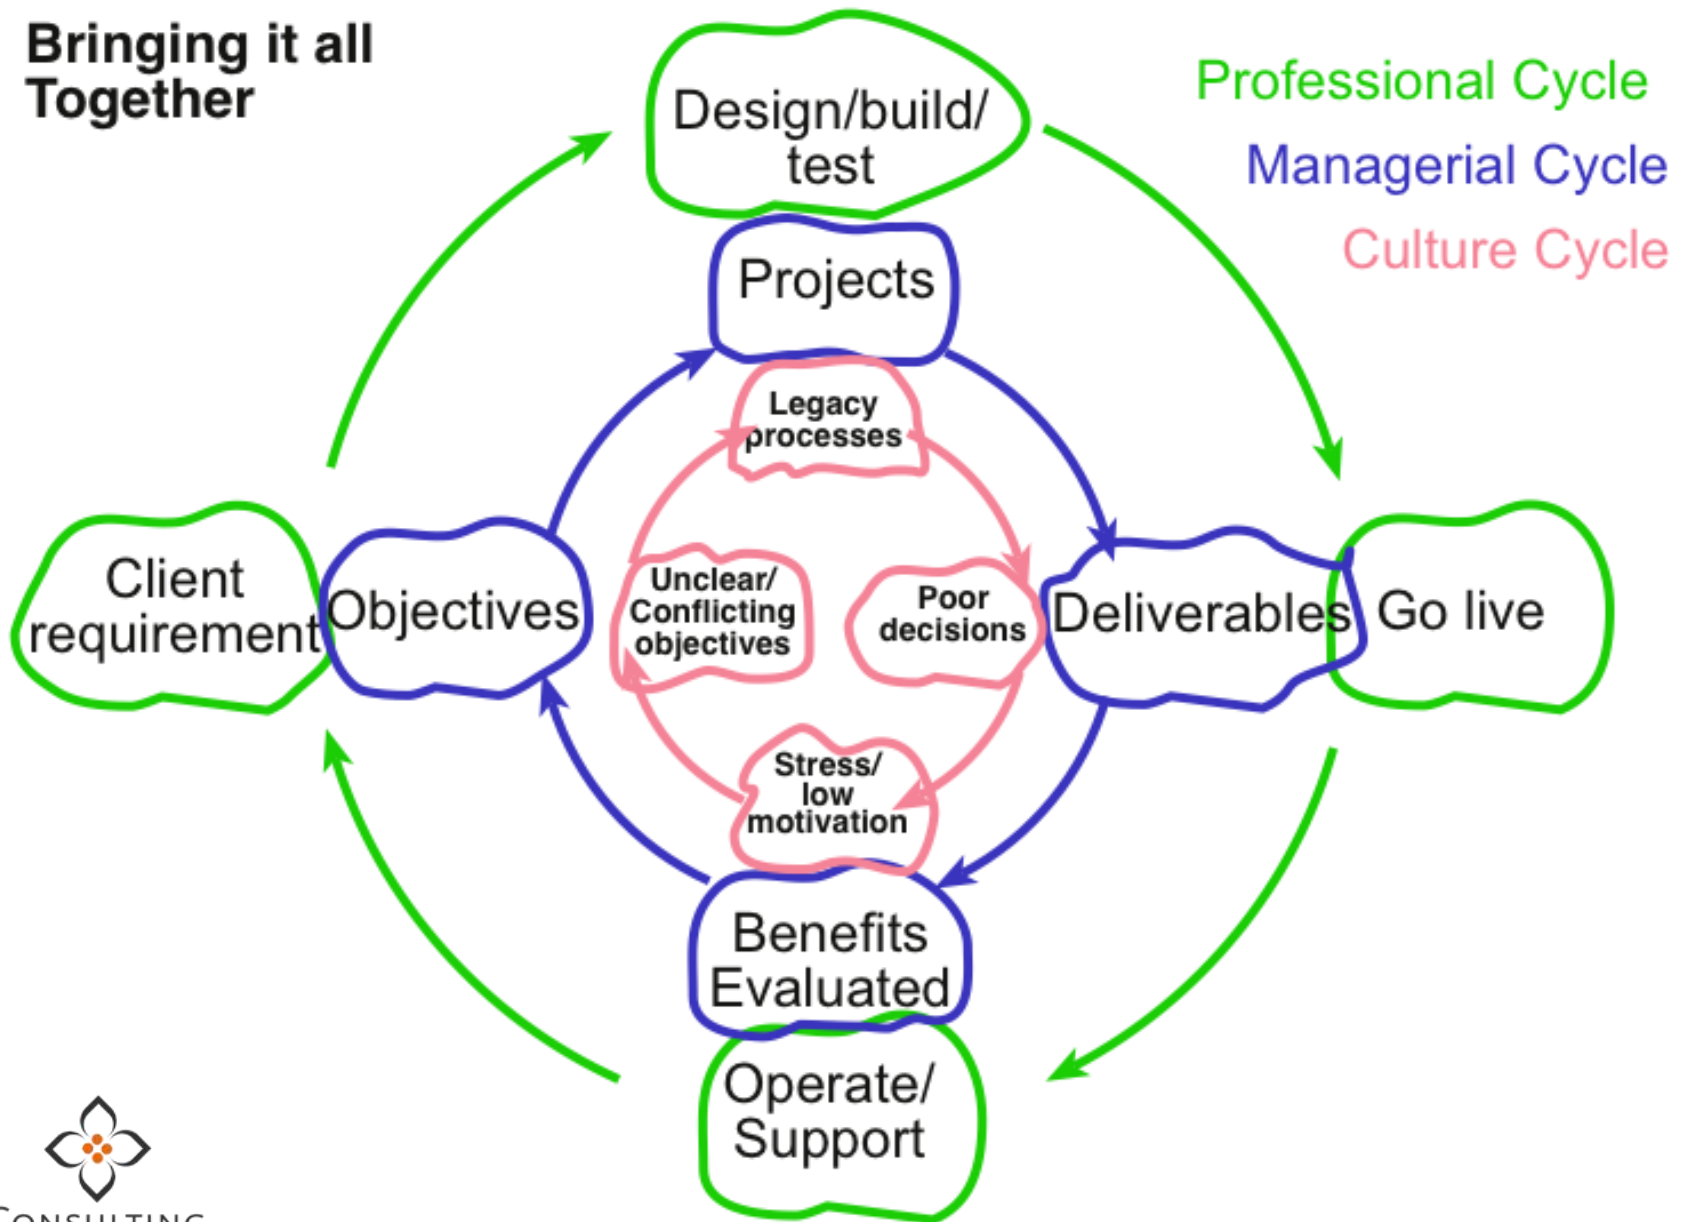 Bringing it all
Together
Professional Cycle
Managerial Cycle
Culture Cycle
Design/build/
test
Projects
Legacy
processes
Client
requirement
Objectives
Unclear/
Conflicting
objectives
Poor
decisions
Deliverables
Go live
Stress/
low
motivation
Benefits
Evaluated
Operate/
Support
CONSULTING